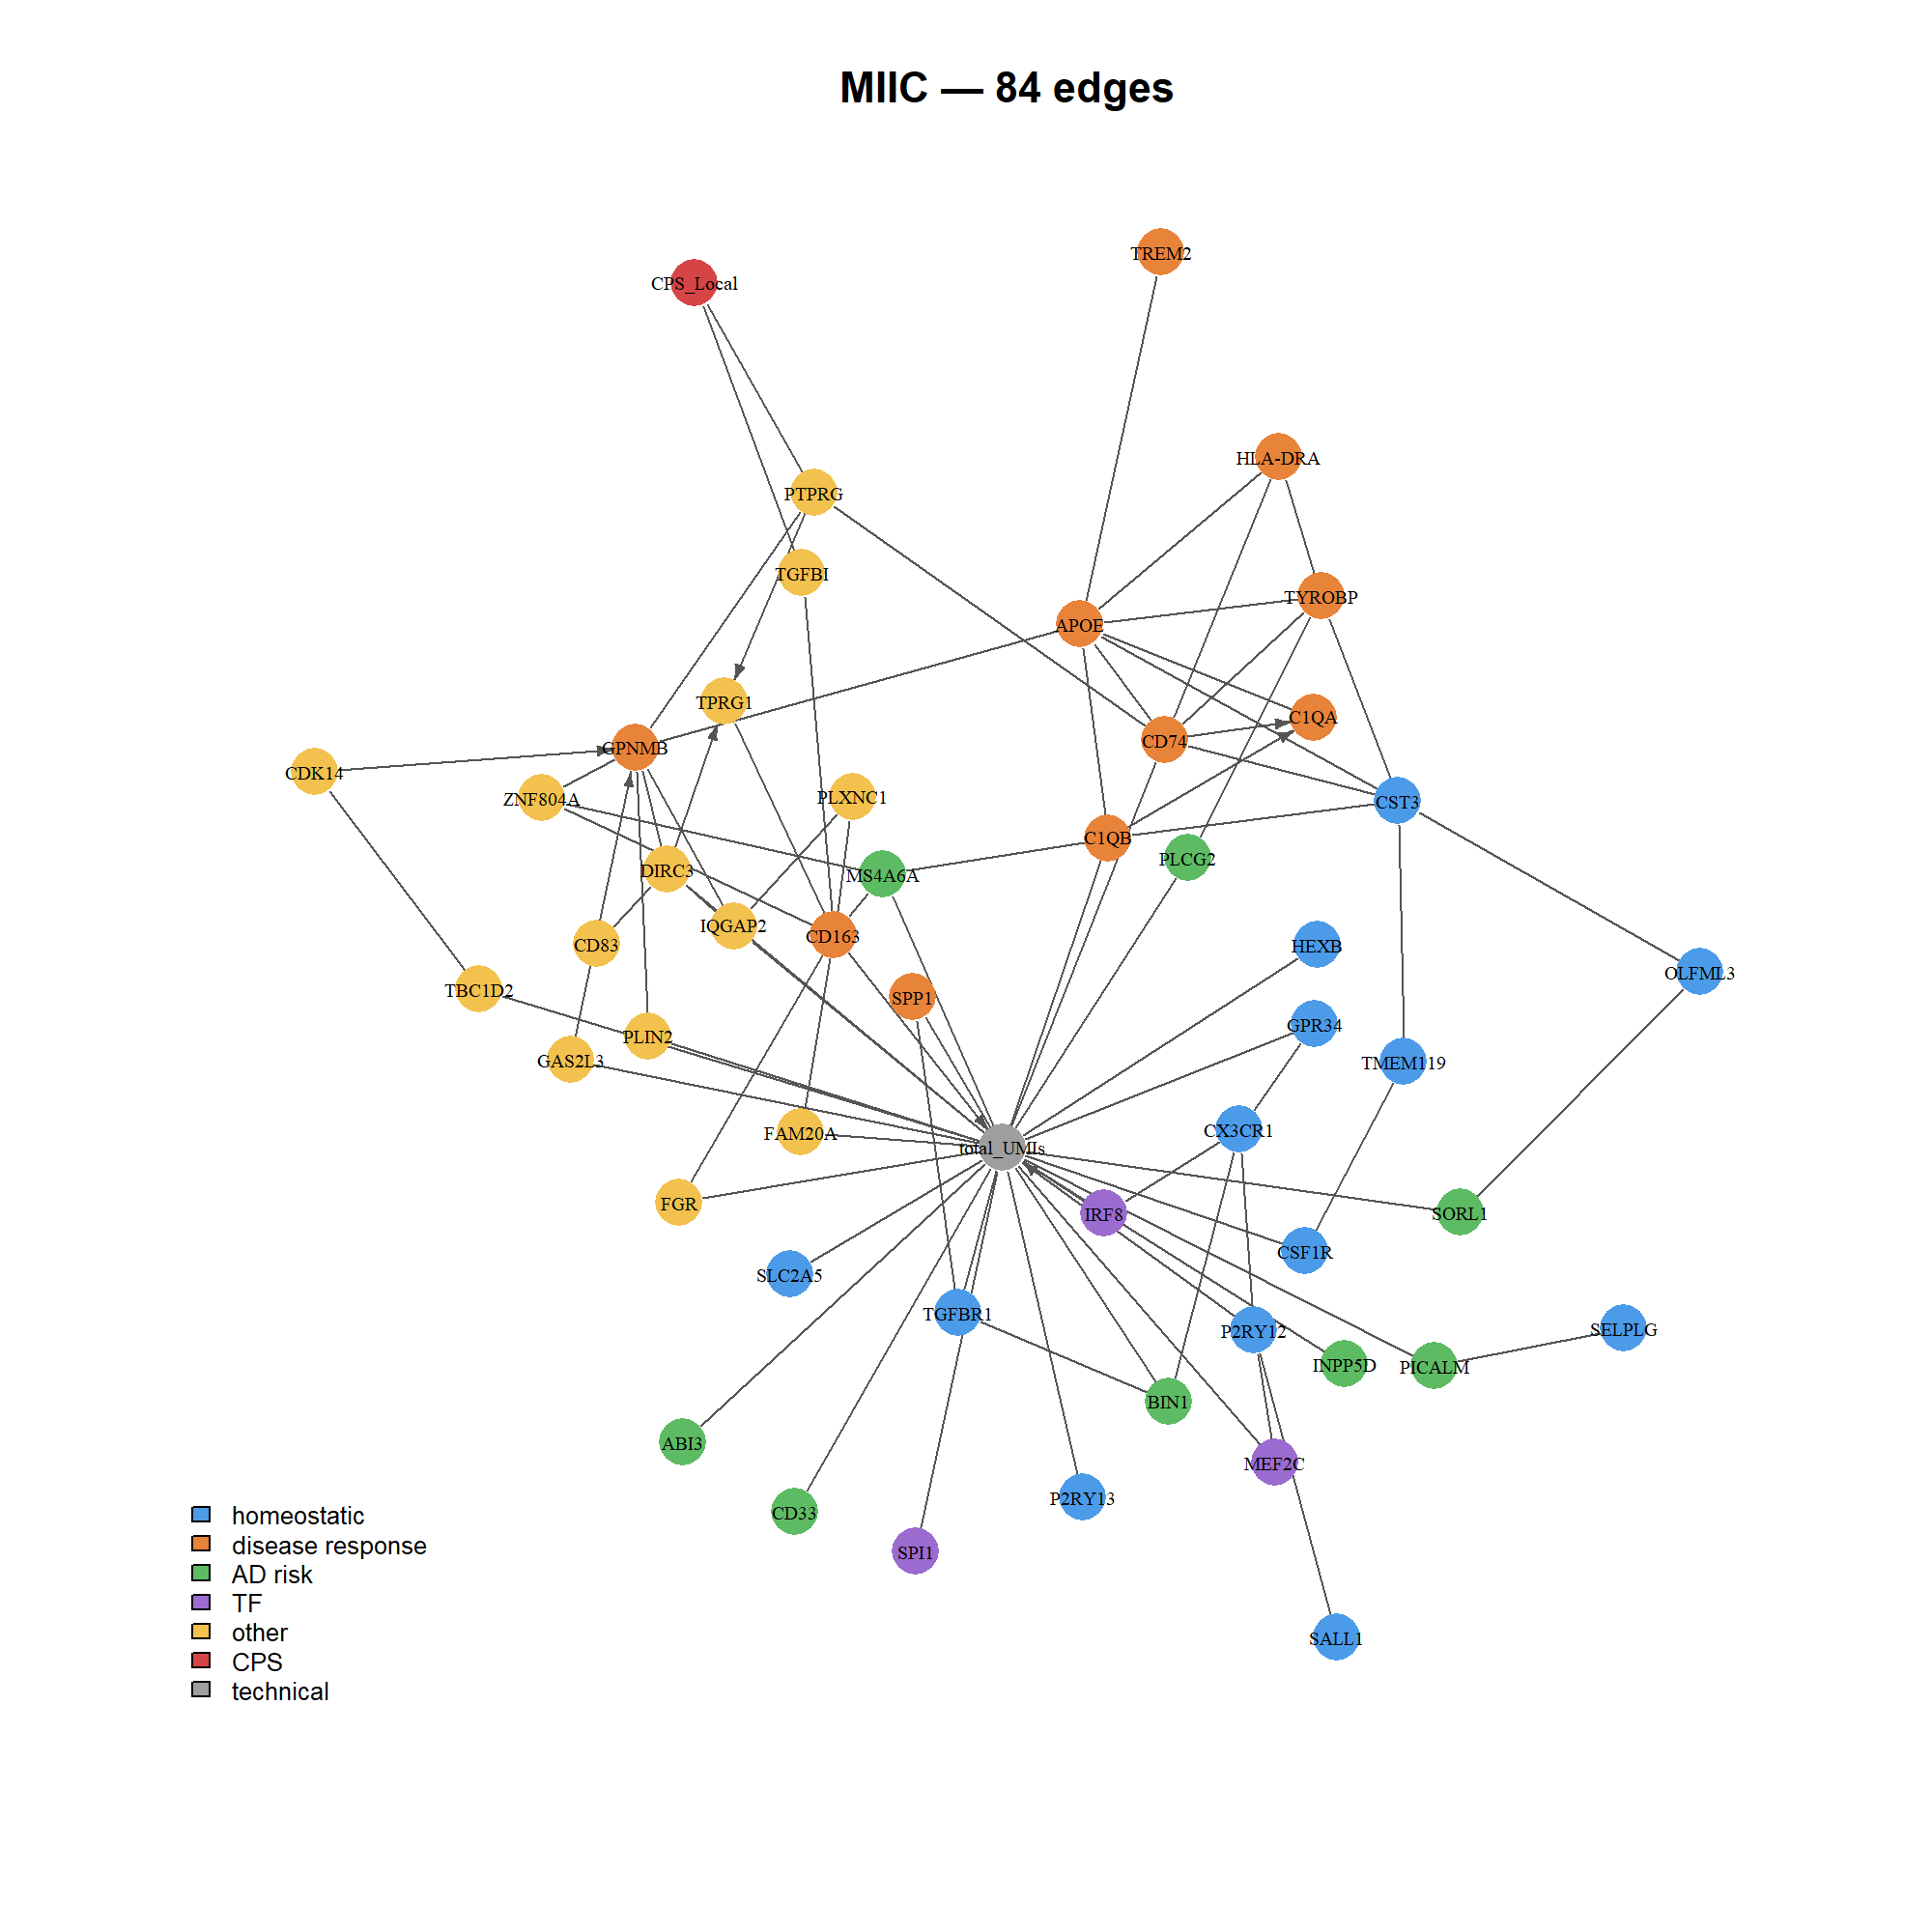 MIIC — 84 edges
TREM2
CPS_Local
HLA-DRA
PTPRG
TGFBI
TYROBP
APOE
TPRG1
C1QA
CD74
GPNMB
CDK14
ZNF804A
PLXNC1
CST3
C1QB
PLCG2
DIRC3
MS4A6A
IQGAP2
CD163
CD83
HEXB
OLFML3
TBC1D2
SPP1
GPR34
PLIN2
GAS2L3
TMEM119
FAM20A
CX3CR1
total_UMIs
FGR
IRF8
SORL1
CSF1R
SLC2A5
TGFBR1
P2RY12
SELPLG
INPP5D
PICALM
BIN1
ABI3
MEF2C
P2RY13
CD33
SPI1
SALL1
homeostatic
disease response
AD risk
TF
other
CPS
technical